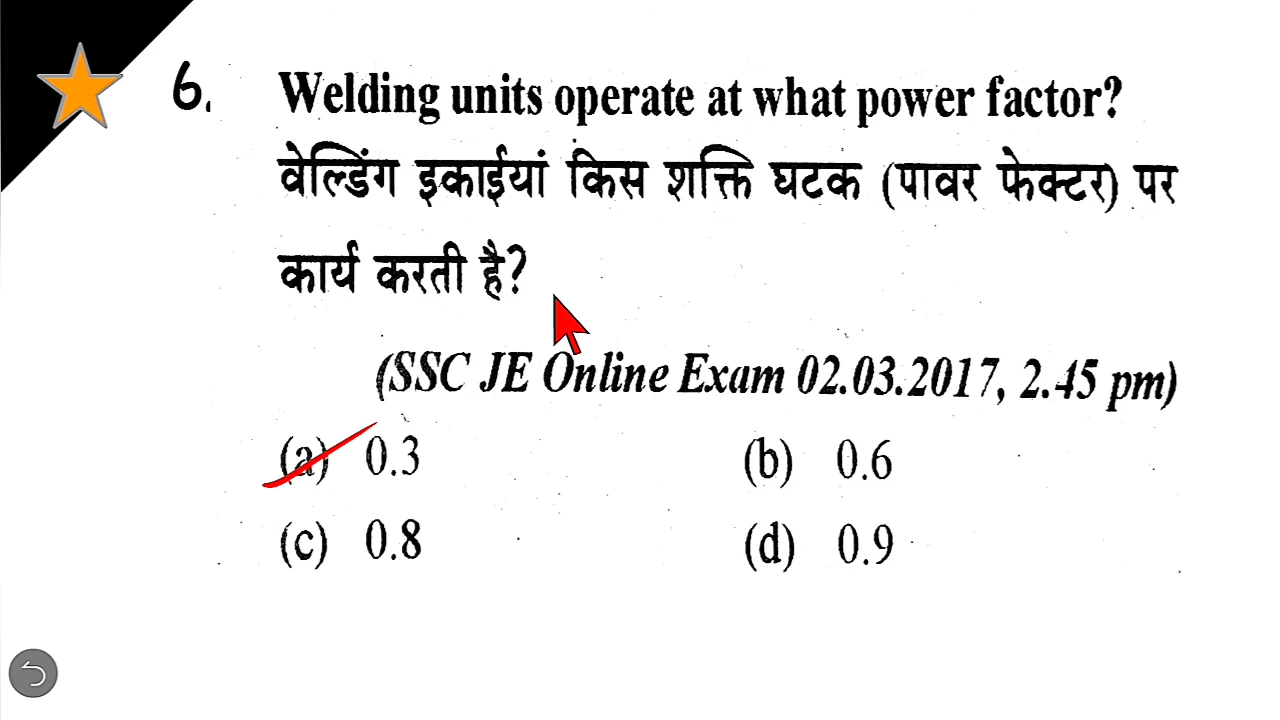 6. Welding units operate at what power factor?
वेल्डिंग इकाईयां किस शक्ति घटक (पावर फेक्टर) पर
कार्य करती है?
(SSC JE Online Exam 02.03.2017, 2.45 pm)
(a) 0.3 (b) 0.6
(c) 0.8 (d) 0.9